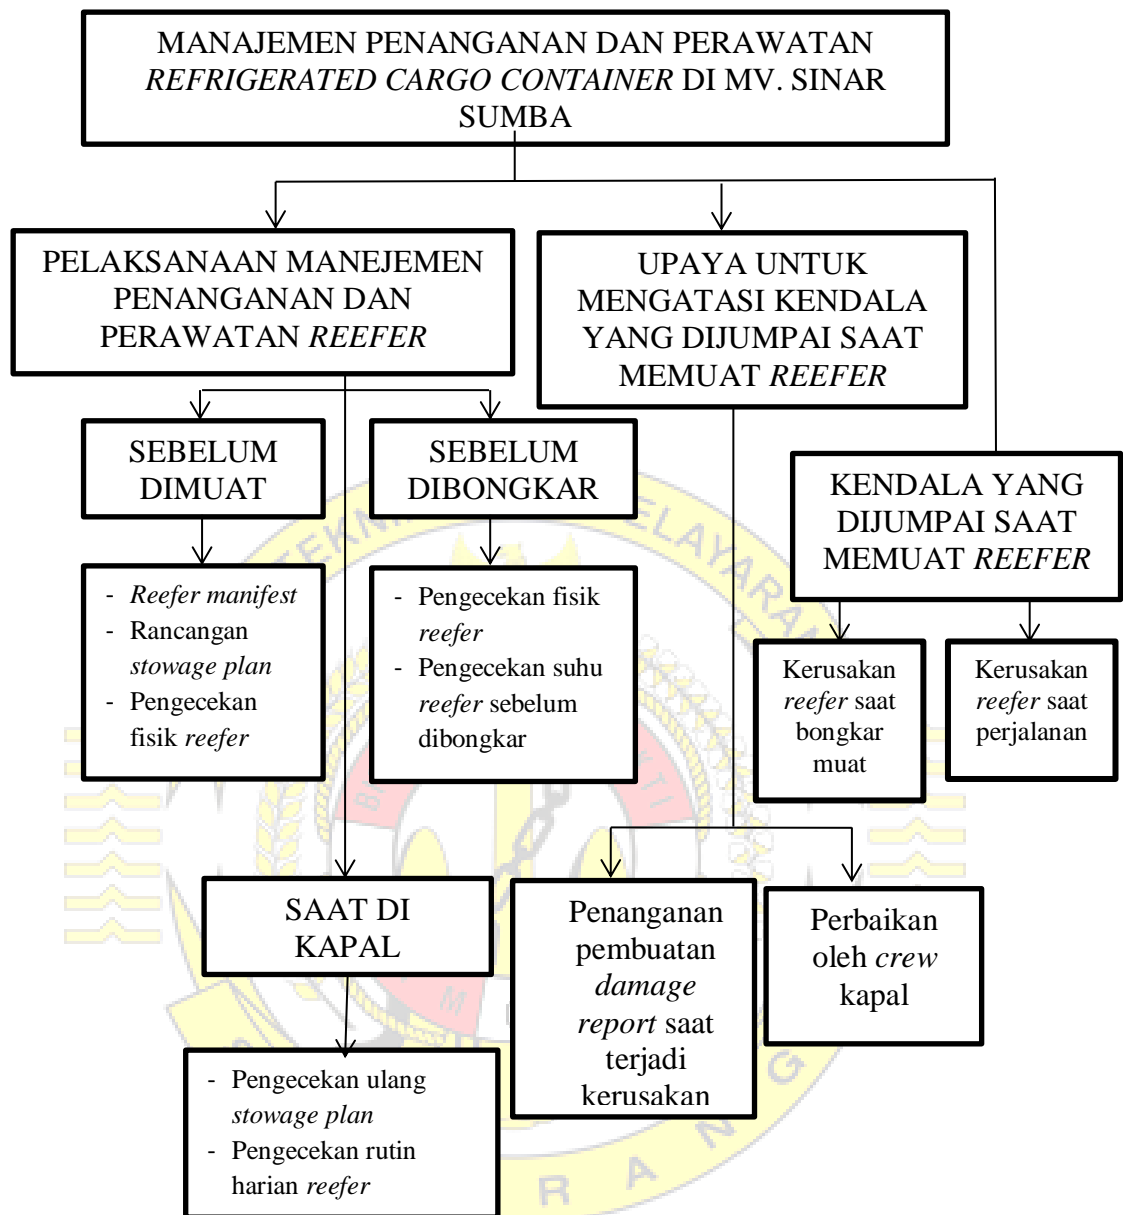 MANAJEMEN PENANGANAN DAN PERAWATAN
REFRIGERATED CARGO CONTAINER DI MV. SINAR
SUMBA
PELAKSANAAN MANEJEMEN
PENANGANAN DAN
PERAWATAN REEFER
UPAYA UNTUK
MENGATASI KENDALA
YANG DIJUMPAI SAAT
MEMUAT REEFER
SEBELUM
DIMUAT
SEBELUM
DIBONGKAR
KENDALA YANG
DIJUMPAI SAAT
MEMUAT REEFER
- Reefer manifest
- Rancangan
stowage plan
- Pengecekan
fisik reefer
- Pengecekan fisik
reefer
- Pengecekan suhu
reefer sebelum
dibongkar
Kerusakan
reefer saat
bongkar
muat
Kerusakan
reefer saat
perjalanan
SAAT DI
KAPAL
Penanganan
pembuatan
damage
report saat
terjadi
kerusakan
Perbaikan
oleh crew
kapal
- Pengecekan ulang
stowage plan
- Pengecekan rutin
harian reefer